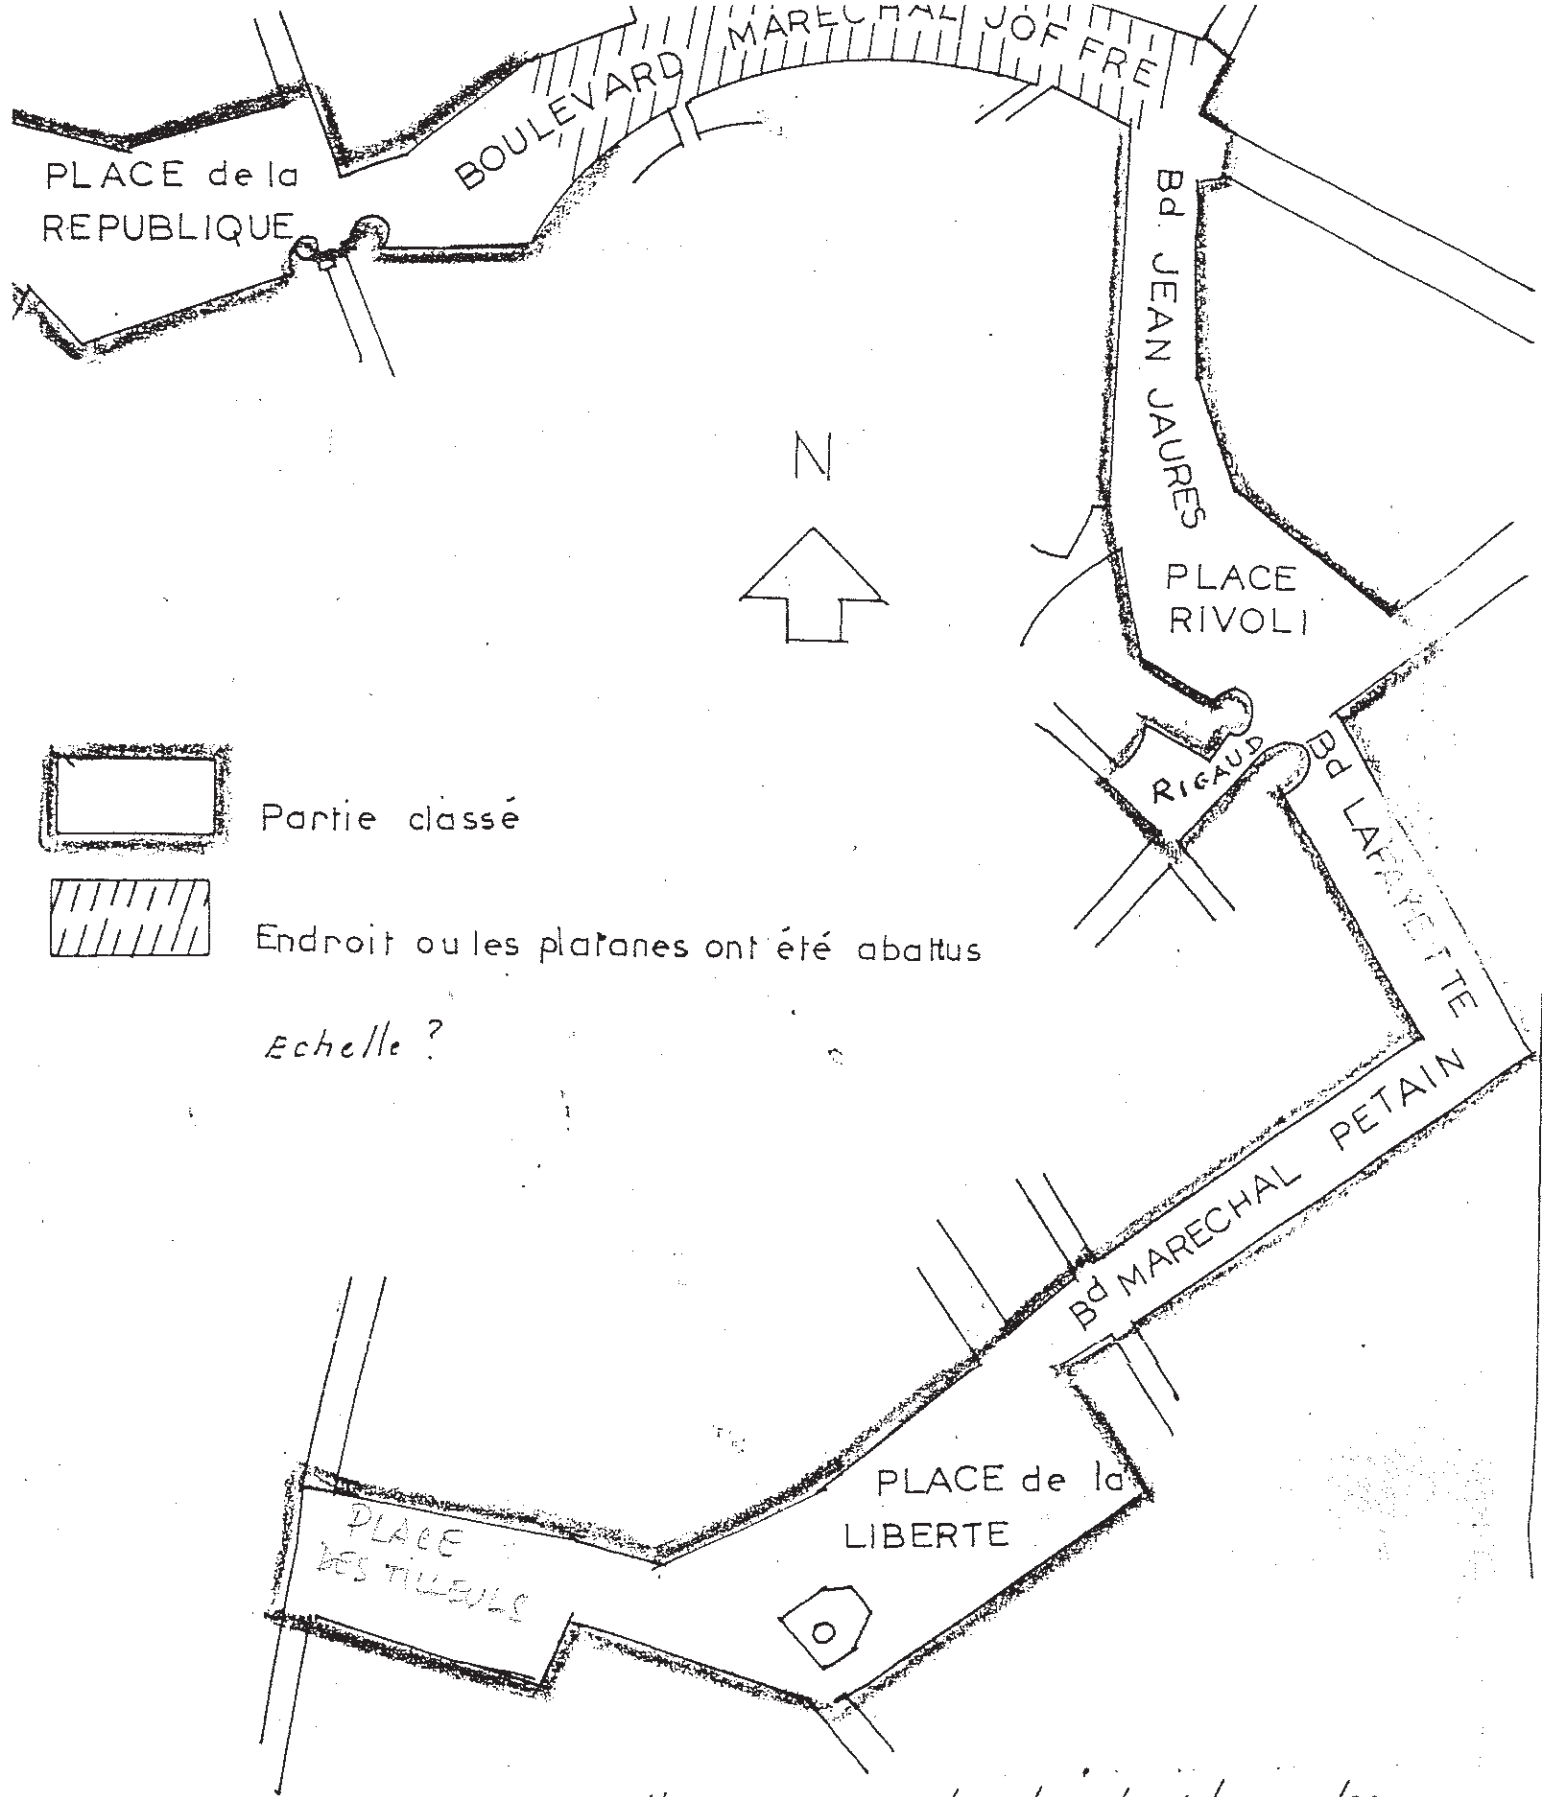 BOULEVARD MARECHAL JOFFRE
PLACE de la
REPUBLIQUE
Bd. JEAN JAURES
N
PLACE
RIVOLI
RIGAUD
Bd LAFAYETTE
Partie classé
Endroit ou les platanes ont été abattus
Echelle ?
Bd MARECHAL PETAIN
PLACE de la
LIBERTE
PLACE
DES TILLEULS